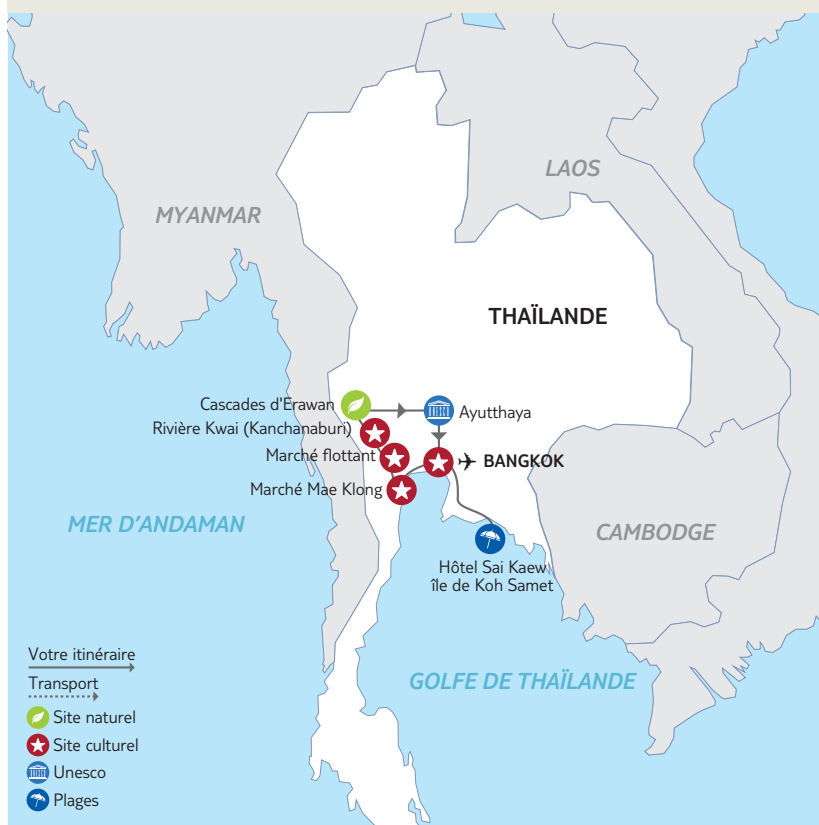 LAOS
MYANMAR
THAÏLANDE
Cascades d'Erawan
Ayutthaya
Rivière Kwai (Kanchanaburi)
Marché flottant
BANGKOK
Marché Mae Klong
MER D'ANDAMAN
CAMBODGE
Hôtel Sai Kaew
île de Koh Samet
Votre itinéraire
GOLFE DE THAÏLANDE
Transport
Site naturel
Site culturel
Unesco
Plages